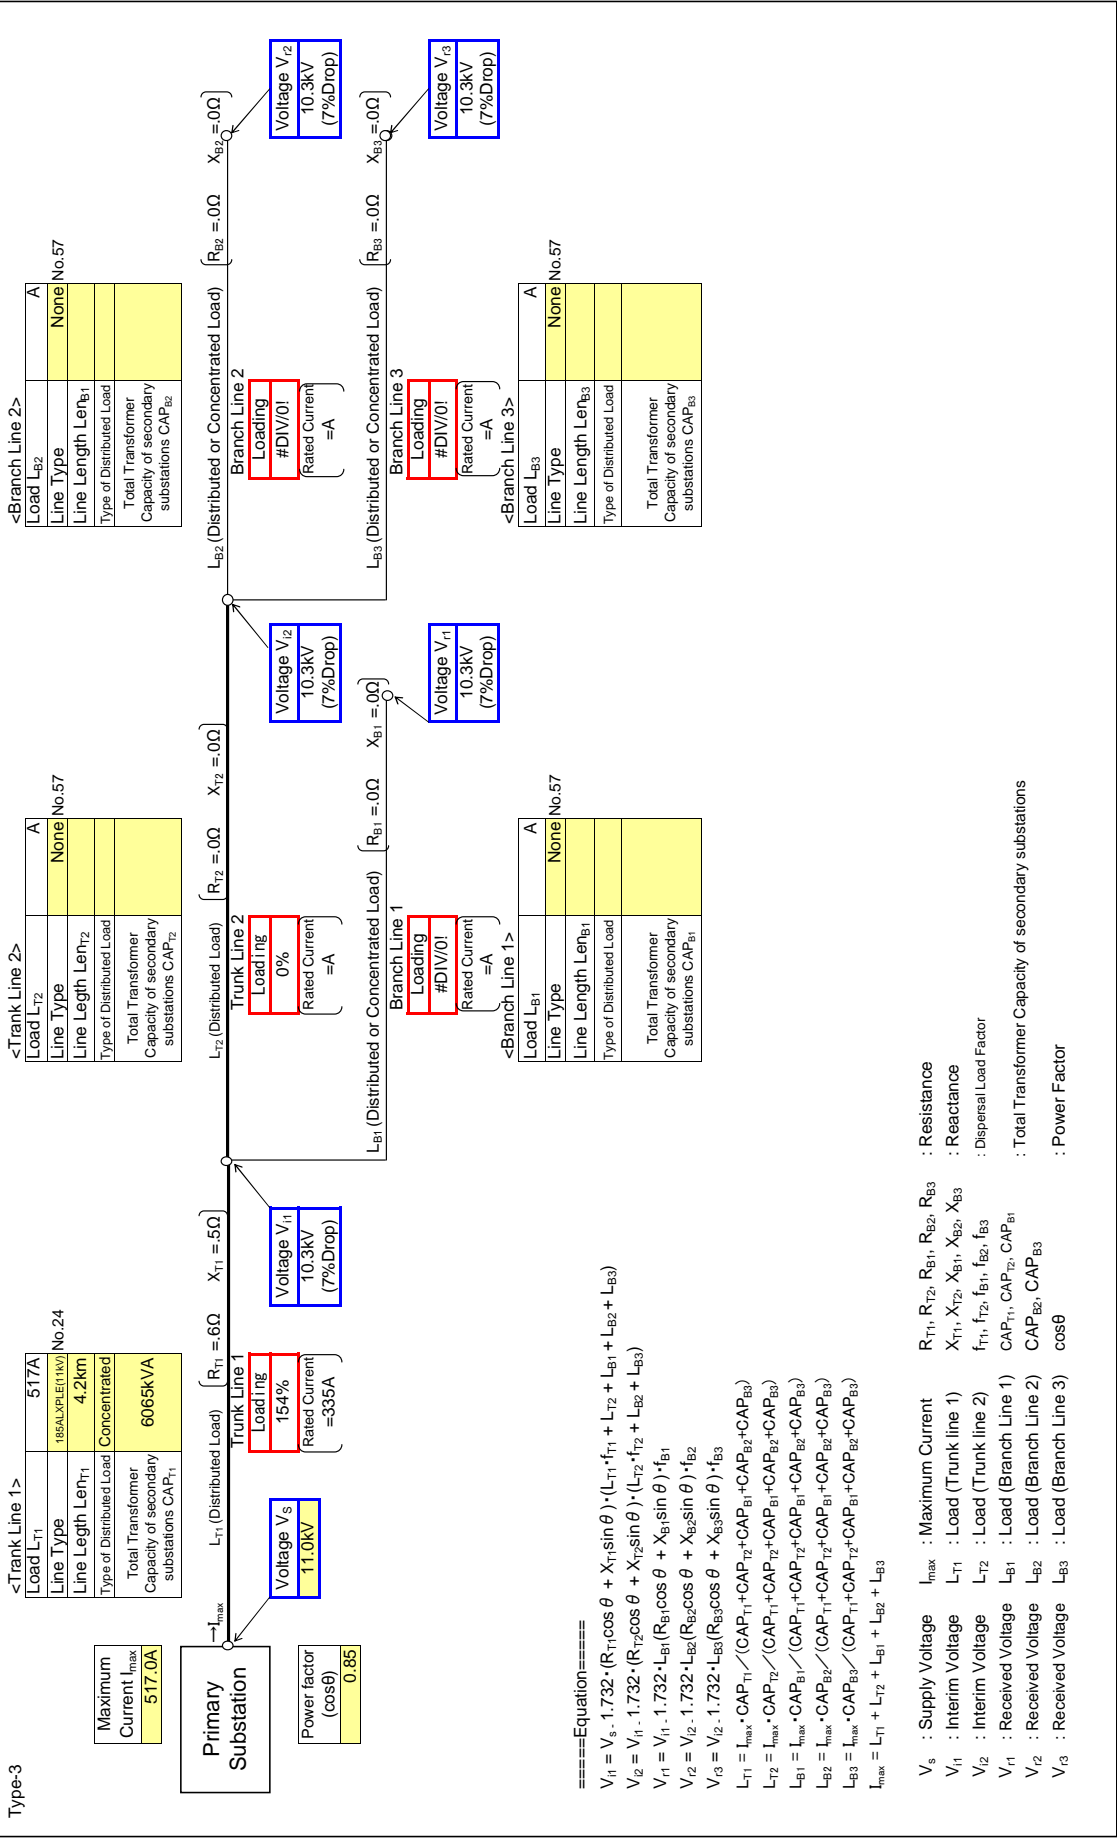 Type-3
Maximum
Current Imax
517.0A
Primary
Substation
Power factor
(cosθ)
0.85
→Imax
Voltage VS
11.0kV
<Trank Line 1>
Load LT1 517A
Line Type 185ALXPLE(11kV) No.24
Line Length LenT1 4.2km
Type of Distributed Load Concentrated
Total Transformer
Capacity of secondary
substations CAPT1
6065kVA
LT1 (Distributed Load)
RT1 =.6Ω XT1 =.5Ω
Trunk Line 1
Loading
154%
Rated Current
=335A
Voltage Vi1
10.3kV
(7%Drop)
<Trank Line 2>
Load LT2 A
Line Type None No.57
Line Legth LenT2
Type of Distributed Load
Total Transformer
Capacity of secondary
substations CAPT2
LT2 (Distributed Load)
RT2 =.0Ω XT2 =.0Ω
Trunk Line 2
Loading
0%
Rated Current
=A
Voltage Vi2
10.3kV
(7%Drop)
LB1 (Distributed or Concentrated Load)
RB1 =.0Ω XB1 =.0Ω
Branch Line 1
Loading
#DIV/0!
Rated Current
=A
Voltage Vr1
10.3kV
(7%Drop)
<Branch Line 1>
Load LB1 A
Line Type None No.57
Line Length LenB1
Type of Distributed Load
Total Transformer
Capacity of secondary
substations CAPB1
<Branch Line 2>
Load LB2 A
Line Type None No.57
Line Length LenB1
Type of Distributed Load
Total Transformer
Capacity of secondary
substations CAPB2
LB2 (Distributed or Concentrated Load)
RB2 =.0Ω XB2 =.0Ω
Branch Line 2
Loading
#DIV/0!
Rated Current
=A
Voltage Vr2
10.3kV
(7%Drop)
LB3 (Distributed or Concentrated Load)
RB3 =.0Ω XB3 =.0Ω
Branch Line 3
Loading
#DIV/0!
Rated Current
=A
Voltage Vr3
10.3kV
(7%Drop)
<Branch Line 3>
Load LB3 A
Line Type None No.57
Line Length LenB3
Type of Distributed Load
Total Transformer
Capacity of secondary
substations CAPB3
=====Equation=====
Vi1 = VS - 1.732・(RT1cosθ + XT1sinθ)・(LT1・fT1 + LT2 + LB1 + LB2 + LB3)
Vi2 = Vi1 - 1.732・(RT2cosθ + XT2sinθ)・(LT2・fT2 + LB2 + LB3)
Vr1 = Vi1 - 1.732・LB1(RB1cosθ + XB1sinθ)・fB1
Vr2 = Vi2 - 1.732・LB2(RB2cosθ + XB2sinθ)・fB2
Vr3 = Vi2 - 1.732・LB3(RB3cosθ + XB3sinθ)・fB3
LT1 = Imax・CAPT1／(CAPT1+CAPT2+CAPB1+CAPB2+CAPB3)
LT2 = Imax・CAPT2／(CAPT1+CAPT2+CAPB1+CAPB2+CAPB3)
LB1 = Imax・CAPB1／(CAPT1+CAPT2+CAPB1+CAPB2+CAPB3)
LB2 = Imax・CAPB2／(CAPT1+CAPT2+CAPB1+CAPB2+CAPB3)
LB3 = Imax・CAPB3／(CAPT1+CAPT2+CAPB1+CAPB2+CAPB3)
Imax = LT1 + LT2 + LB1 + LB2 + LB3
Vs : Supply Voltage Imax : Maximum Current RT1, RT2, RB1, RB2, RB3 : Resistance
Vi1 : Interim Voltage LT1 : Load (Trunk line 1) XT1, XT2, XB1, XB2, XB3 : Reactance
Vi2 : Interim Voltage LT2 : Load (Trunk line 2) fT1, fT2, fB1, fB2, fB3 : Dispersal Load Factor
Vr1 : Received Voltage LB1 : Load (Branch Line 1) CAPT1, CAPT2, CAPB1 : Total Transformer Capacity of secondary substations
Vr2 : Received Voltage LB2 : Load (Branch Line 2) CAPB2, CAPB3
Vr3 : Received Voltage LB3 : Load (Branch Line 3) cosθ : Power Factor